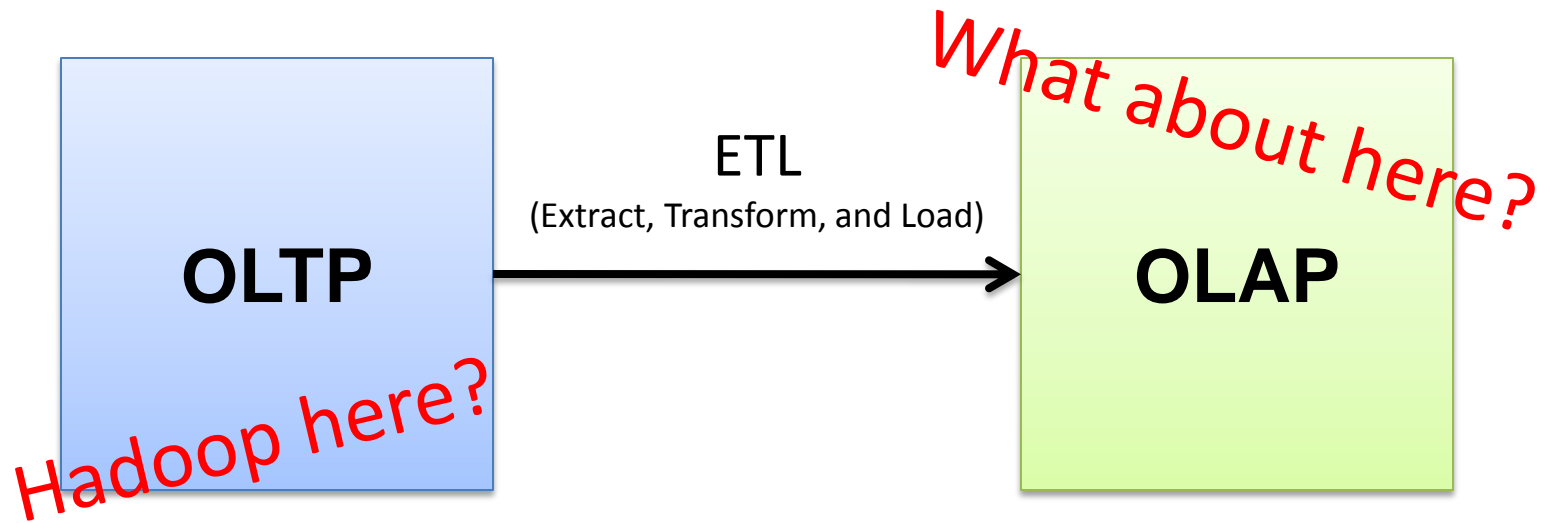 What about here?
ETL
(Extract, Transform, and Load)
OLTP
OLAP
Hadoop here?